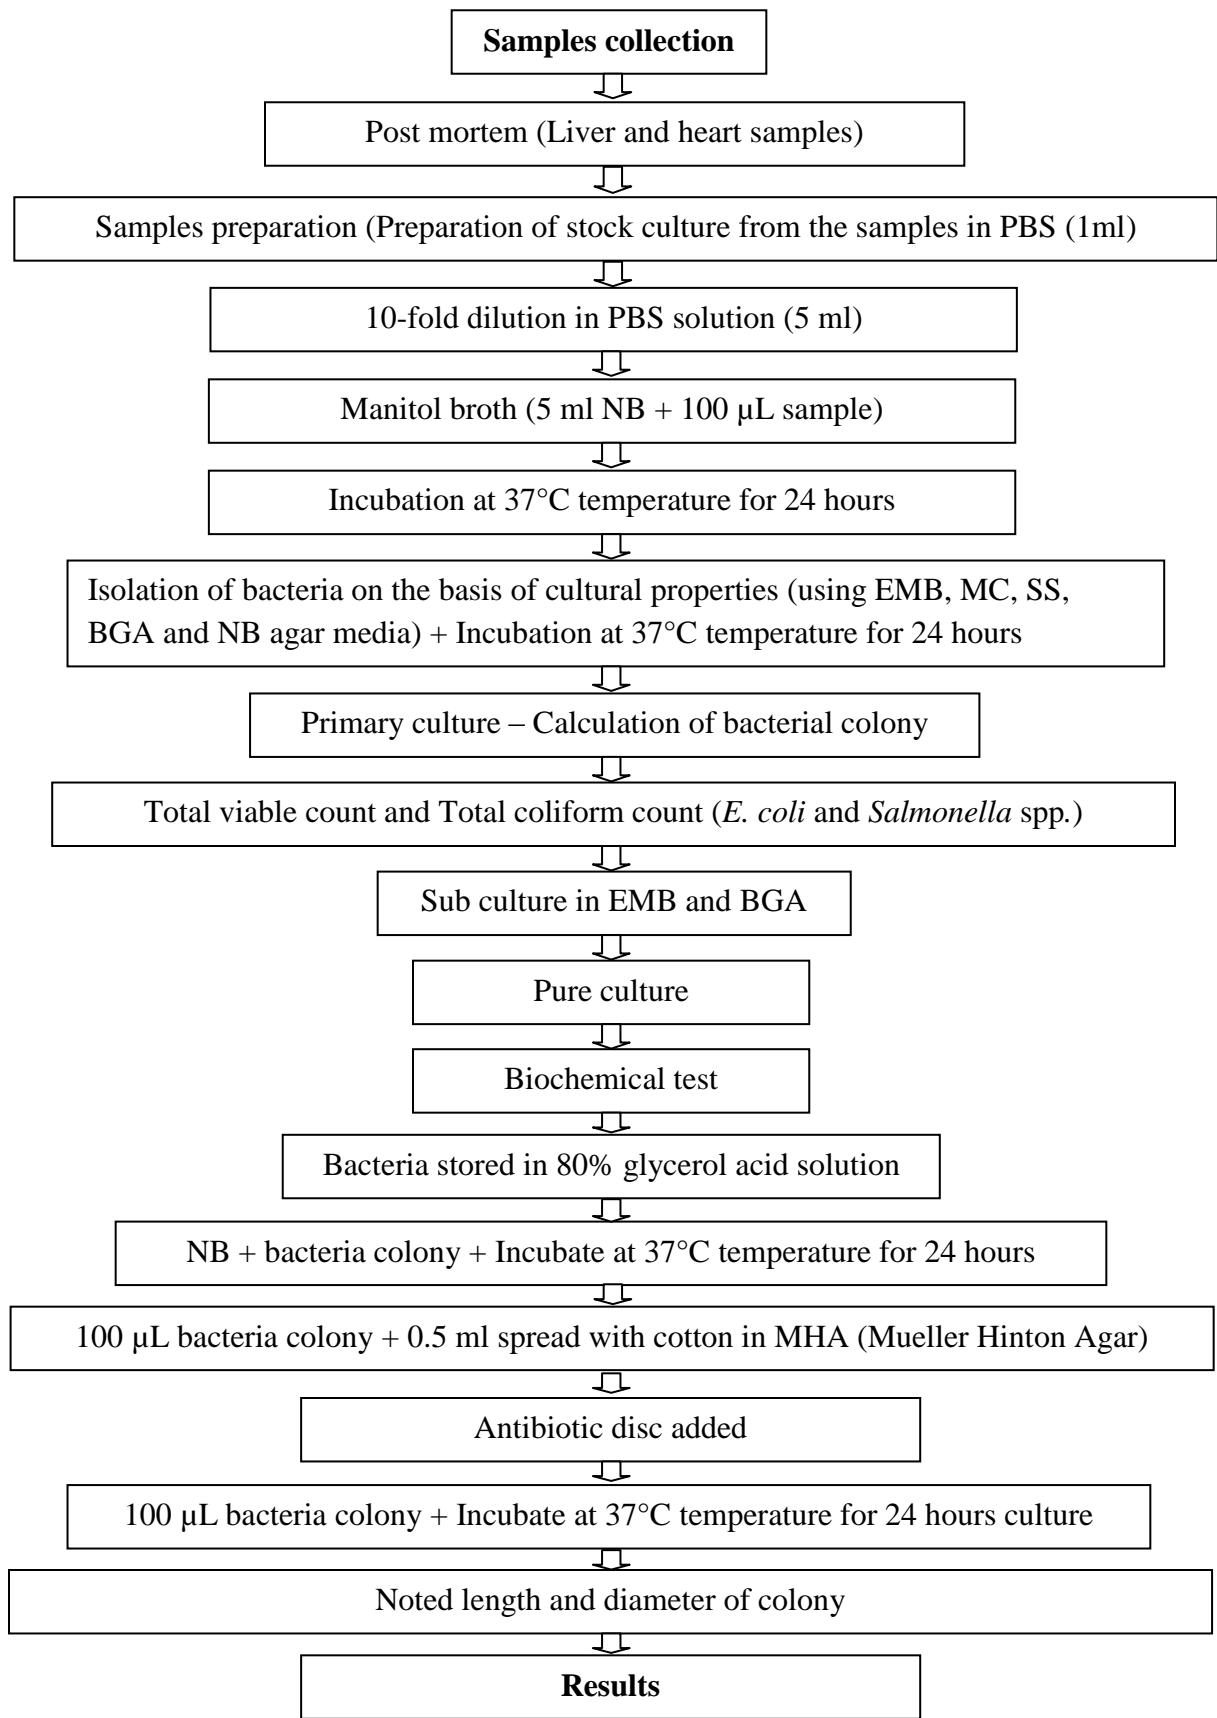 Samples collection
Post mortem (Liver and heart samples)
Samples preparation (Preparation of stock culture from the samples in PBS (1ml)
10-fold dilution in PBS solution (5 ml)
Manitol broth (5 ml NB + 100 µL sample)
Incubation at 37°C temperature for 24 hours
Isolation of bacteria on the basis of cultural properties (using EMB, MC, SS,
BGA and NB agar media) + Incubation at 37°C temperature for 24 hours
Primary culture – Calculation of bacterial colony
Total viable count and Total coliform count (E. coli and Salmonella spp.)
Sub culture in EMB and BGA
Pure culture
Biochemical test
Bacteria stored in 80% glycerol acid solution
NB + bacteria colony + Incubate at 37°C temperature for 24 hours
100 µL bacteria colony + 0.5 ml spread with cotton in MHA (Mueller Hinton Agar)
Antibiotic disc added
100 µL bacteria colony + Incubate at 37°C temperature for 24 hours culture
Noted length and diameter of colony
Results